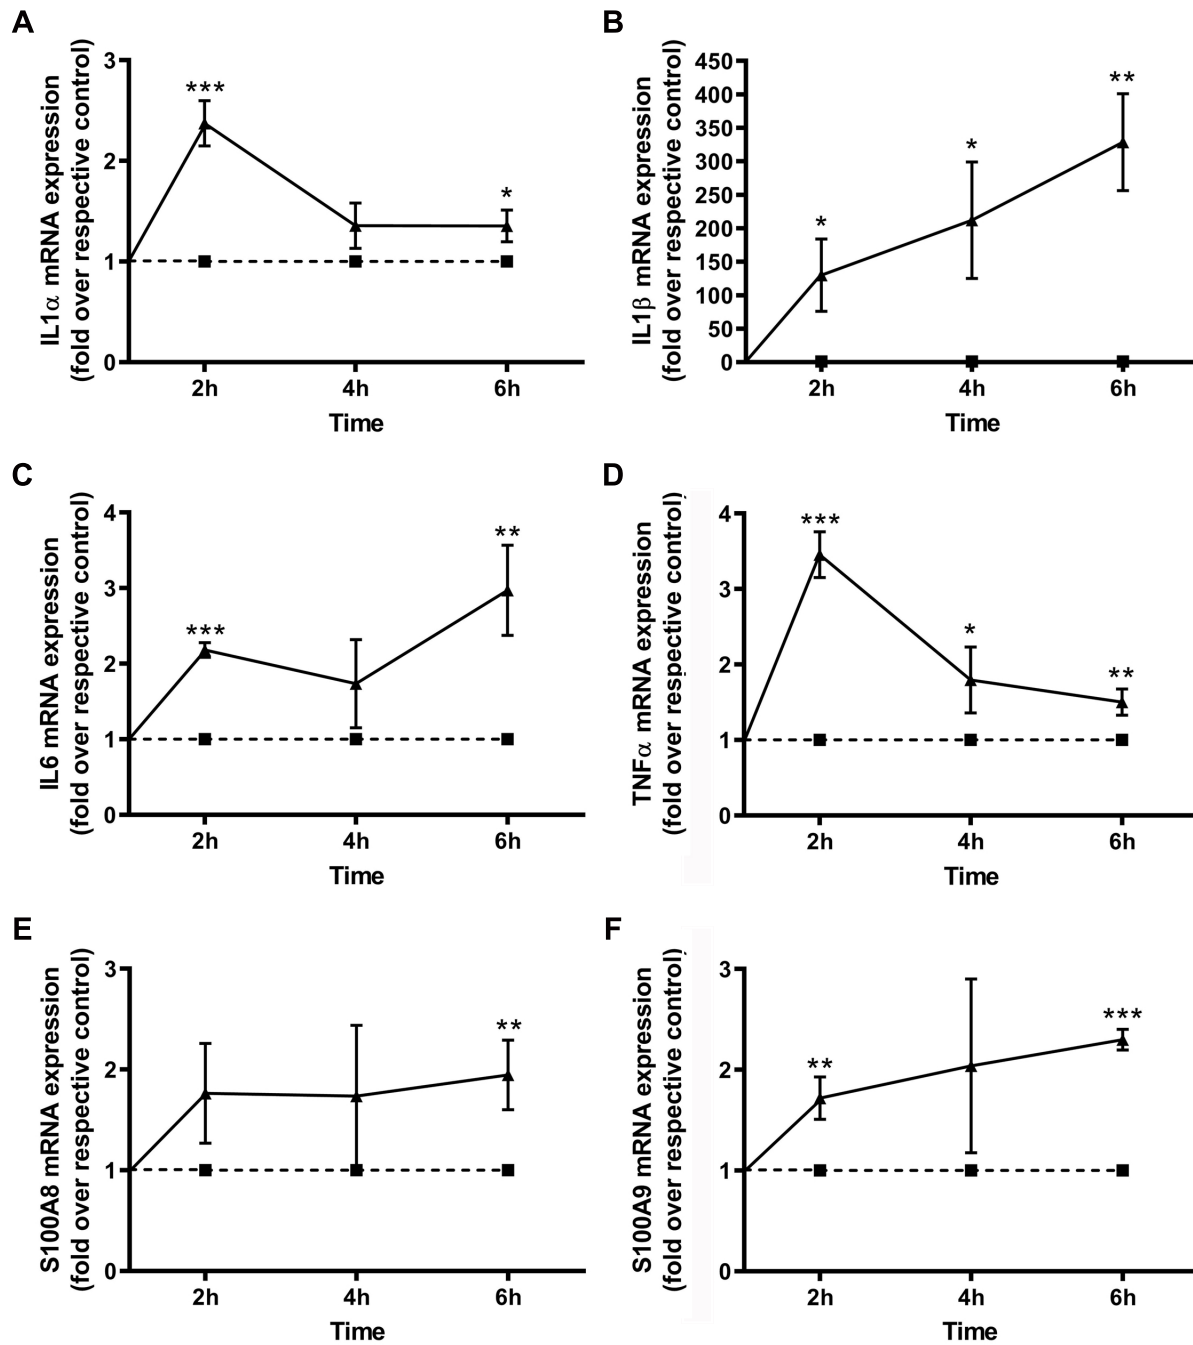 A
IL1α mRNA expression
(fold over respective control)
3
2
1
0
***
*
2h 4h 6h
Time
B
IL1β mRNA expression
(fold over respective control)
450
400
350
300
250
200
150
100
50
0
*
*
**
2h 4h 6h
Time
C
IL6 mRNA expression
(fold over respective control)
4
3
2
1
0
***
**
2h 4h 6h
Time
D
TNFα mRNA expression
(fold over respective control)
4
3
2
1
0
***
*
**
2h 4h 6h
Time
E
S100A8 mRNA expression
(fold over respective control)
3
2
1
0
**
2h 4h 6h
Time
F
S100A9 mRNA expression
(fold over respective control)
3
2
1
0
**
***
2h 4h 6h
Time